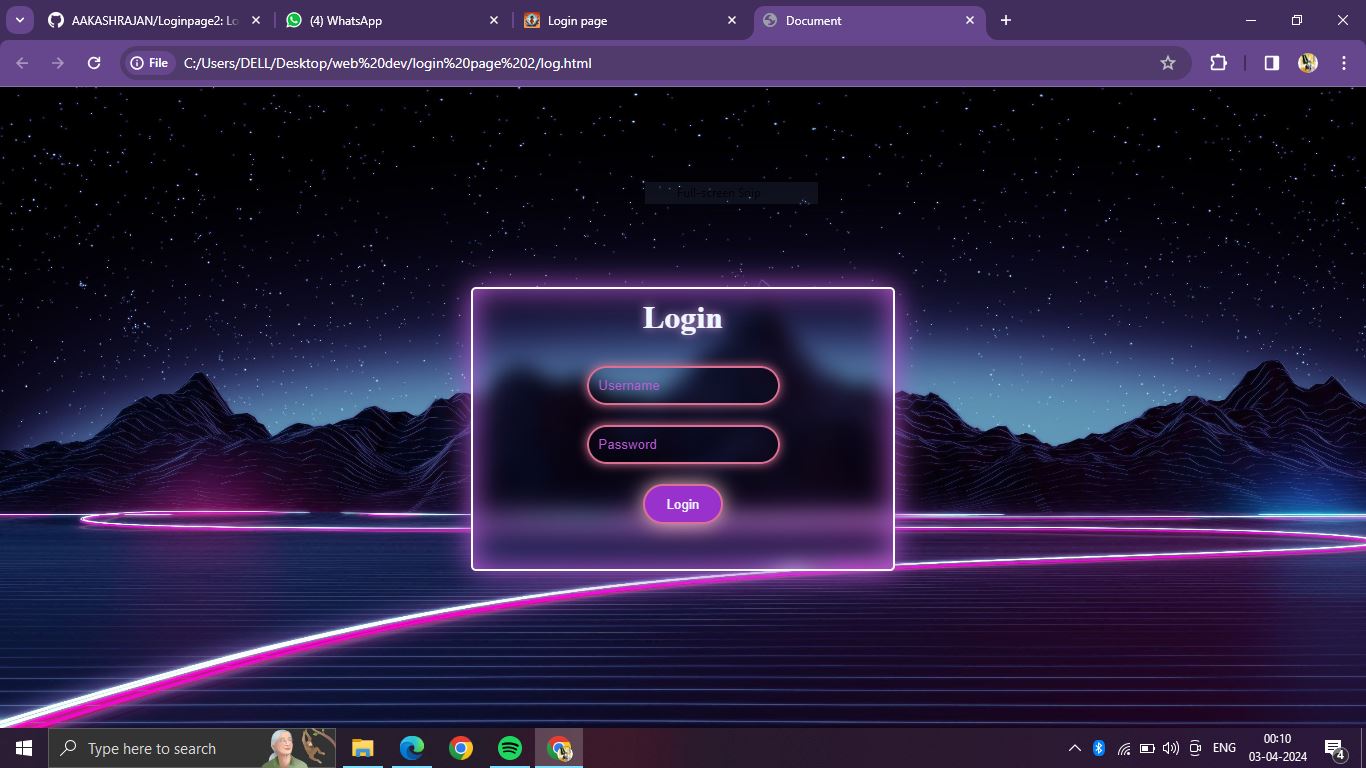 AAKASHRAJAN/Loginpage2: Lo
(4) WhatsApp
Login page
Document
File
C:/Users/DELL/Desktop/web%20dev/login%20page%202/log.html
Full-screen Snip
Login
Username
Password
Login
Type here to search
ENG
00:10
03-04-2024
4